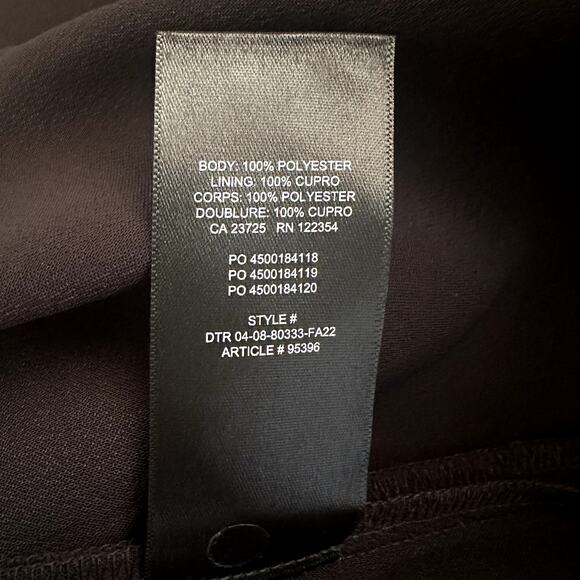 BODY: 100% POLYESTER
LINING: 100% CUPRO
CORPS: 100% POLYESTER
DOUBLURE: 100% CUPRO
CA 23725 RN 122354
PO 4500184118
PO 4500184119
PO 4500184120
STYLE #
DTR 04-08-80333-FA22
ARTICLE # 95396